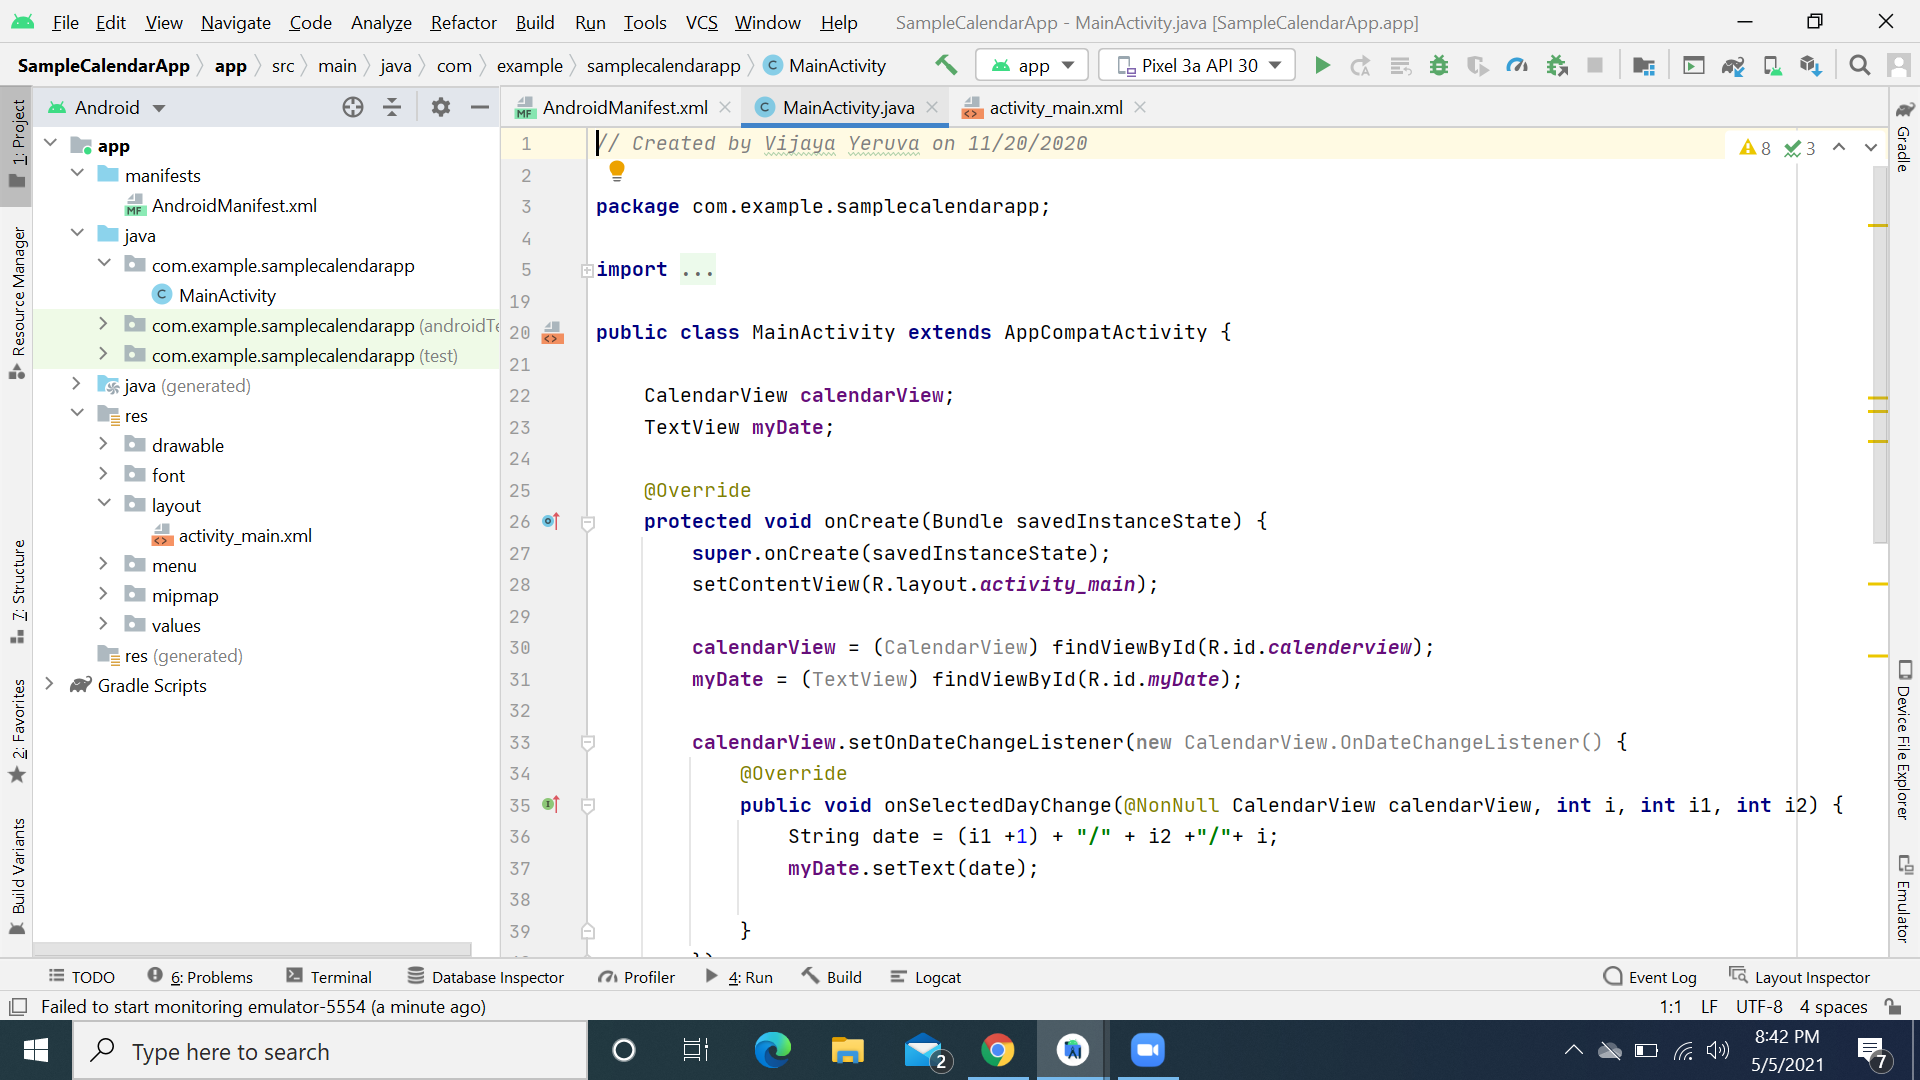 File Edit View Navigate Code Analyze Refactor Build Run Tools VCS Window Help SampleCalendarApp - MainActivity.java [SampleCalendarApp.app]
SampleCalendarApp app src main java com example samplecalendarapp MainActivity app Pixel 3a API 30
Android
AndroidManifest.xml MainActivity.java activity_main.xml
1: Project
Resource Manager
7: Structure
2: Favorites
Build Variants
app
manifests
AndroidManifest.xml
java
com.example.samplecalendarapp
MainActivity
com.example.samplecalendarapp (androidTe
com.example.samplecalendarapp (test)
java (generated)
res
drawable
font
layout
activity_main.xml
menu
mipmap
values
res (generated)
Gradle Scripts
1 // Created by Vijaya Yeruva on 11/20/2020
8 3
2
3 package com.example.samplecalendarapp;
4
5 import ...
19
20 public class MainActivity extends AppCompatActivity {
21
22 CalendarView calendarView;
23 TextView myDate;
24
25 @Override
26 protected void onCreate(Bundle savedInstanceState) {
27 super.onCreate(savedInstanceState);
28 setContentView(R.layout.activity_main);
29
30 calendarView = (CalendarView) findViewById(R.id.calenderview);
31 myDate = (TextView) findViewById(R.id.myDate);
32
33 calendarView.setOnDateChangeListener(new CalendarView.OnDateChangeListener() {
34 @Override
35 public void onSelectedDayChange(@NonNull CalendarView calendarView, int i, int i1, int i2) {
36 String date = (i1 +1) + "/" + i2 +"/"+ i;
37 myDate.setText(date);
38
39 }
Gradle
Device File Explorer
Emulator
TODO 6: Problems Terminal Database Inspector Profiler 4: Run Build Logcat Event Log Layout Inspector
Failed to start monitoring emulator-5554 (a minute ago) 1:1 LF UTF-8 4 spaces
Type here to search
2
8:42 PM
5/5/2021
7